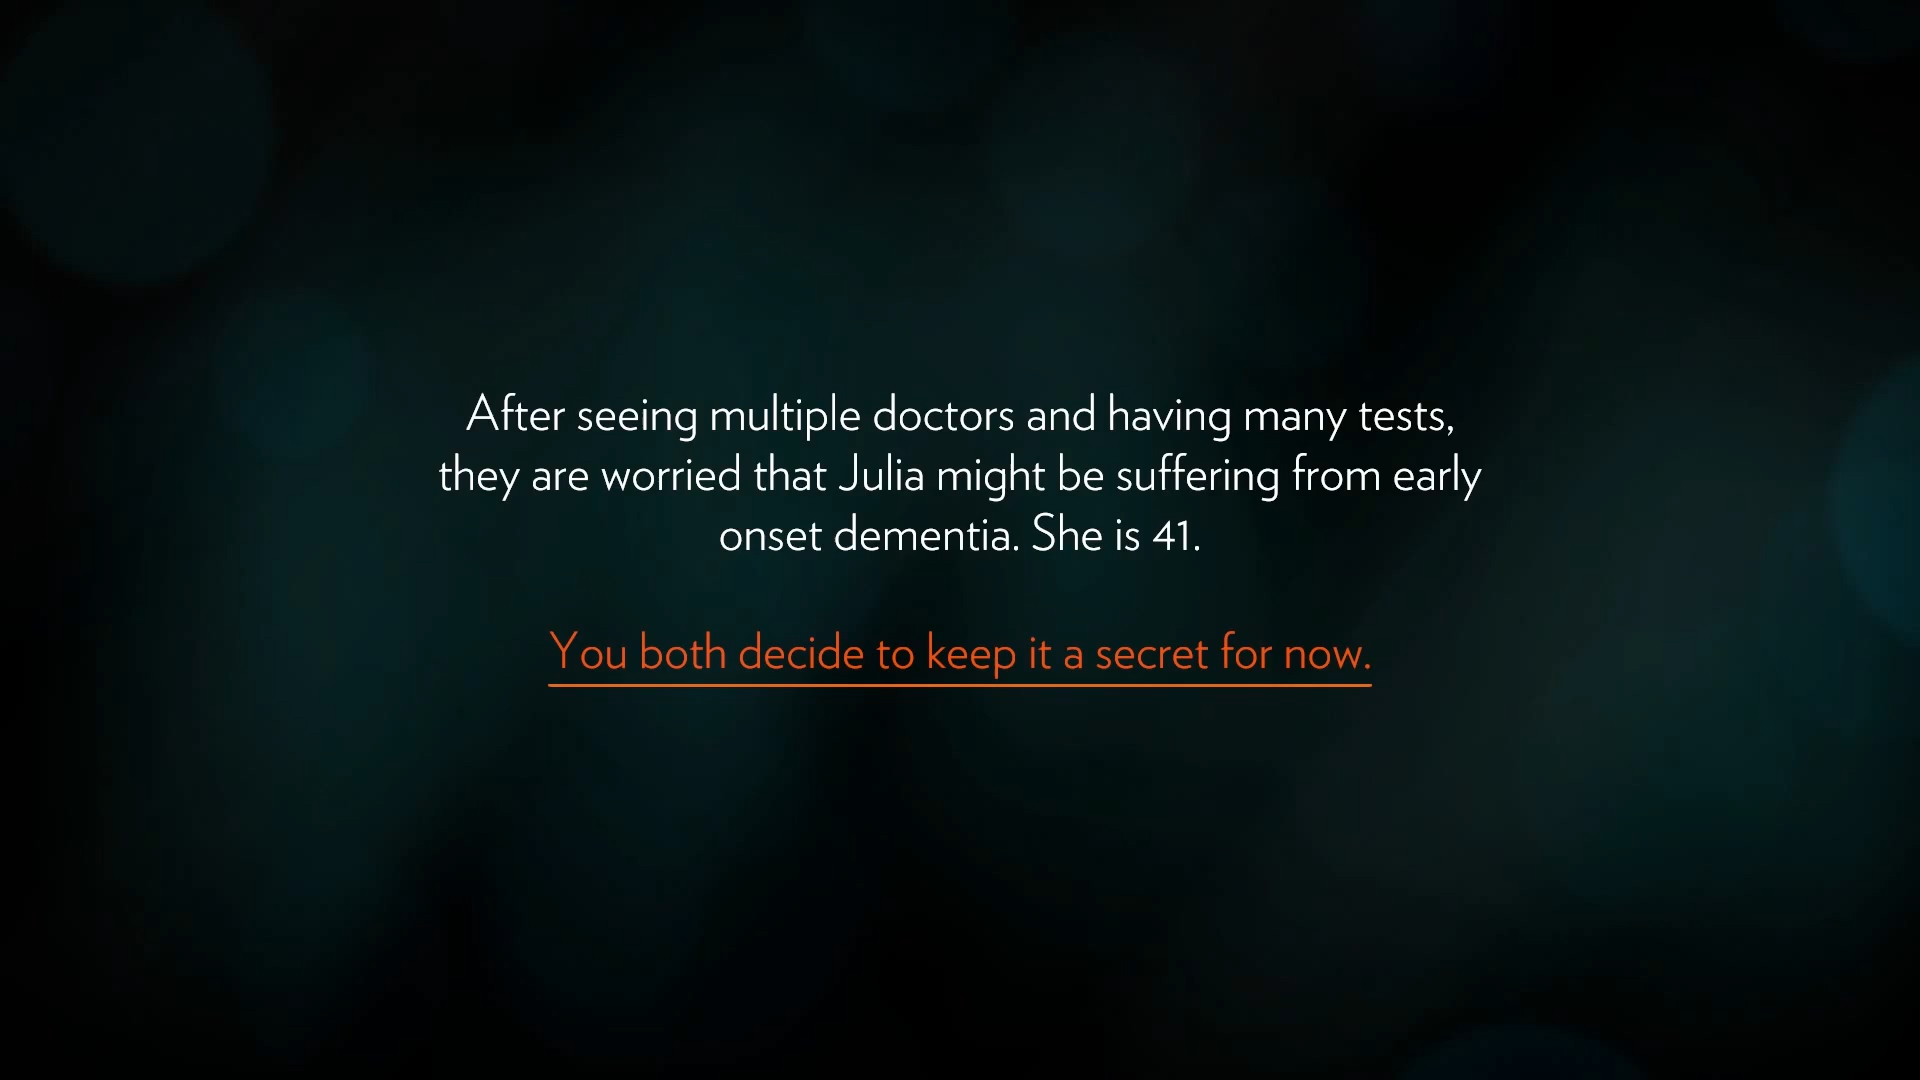 After seeing multiple doctors and having many tests,
they are worried that Julia might be suffering from early
onset dementia. She is 41.
You both decide to keep it a secret for now.